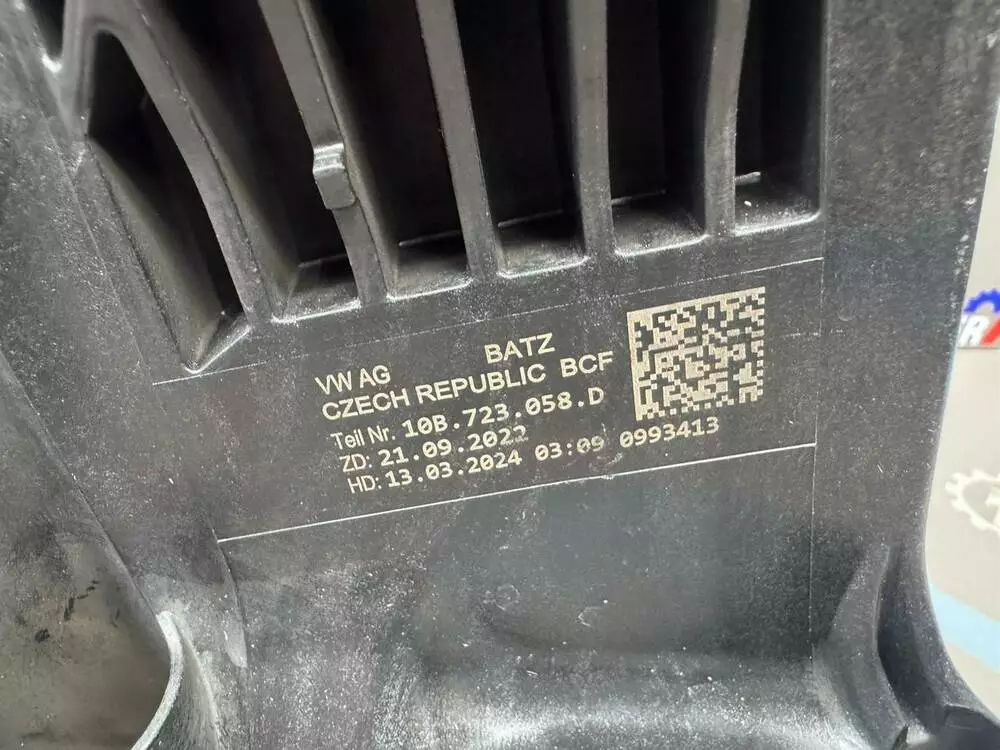 VW AG BATZ
CZECH REPUBLIC BCF
Teil Nr. 10B.723.058.D
ZD: 21.09.2022
HD: 13.03.2024 03:09 0993413